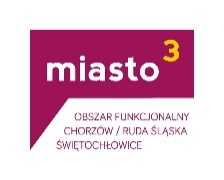 miasto³
OBSZAR FUNKCJONALNY
CHORZÓW / RUDA ŚLĄSKA
ŚWIĘTOCHŁOWICE